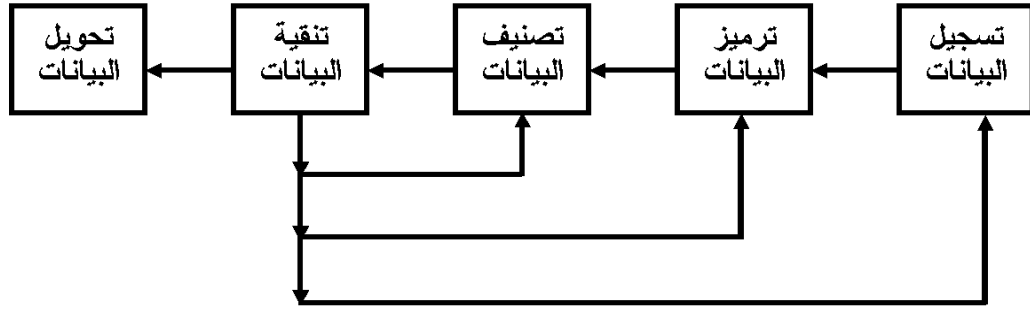 تسجيل
البيانات
ترميز
البيانات
تصنيف
البيانات
تنقية
البيانات
تحويل
البيانات